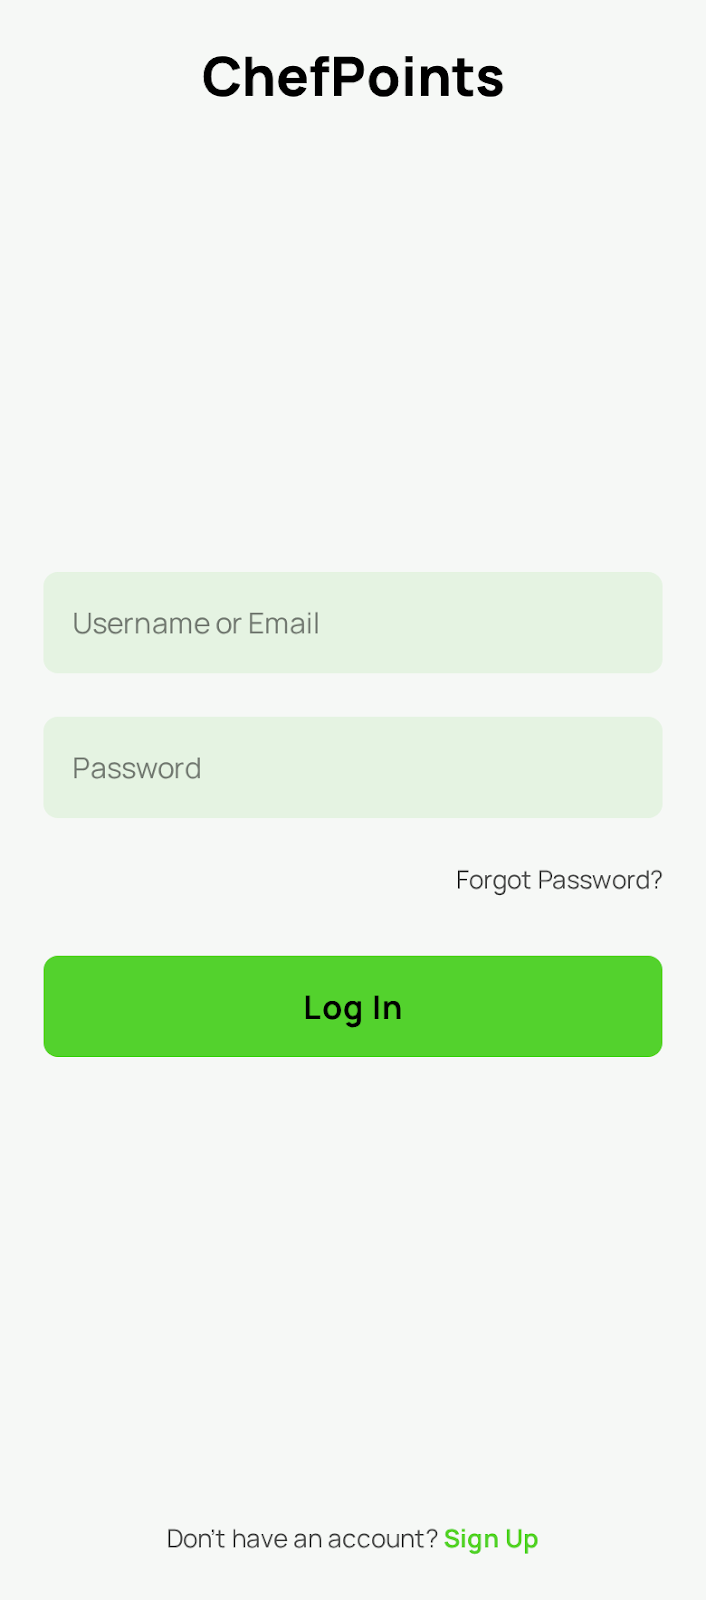 ChefPoints
Username or Email
Password
Forgot Password?
Log In
Don't have an account? Sign Up